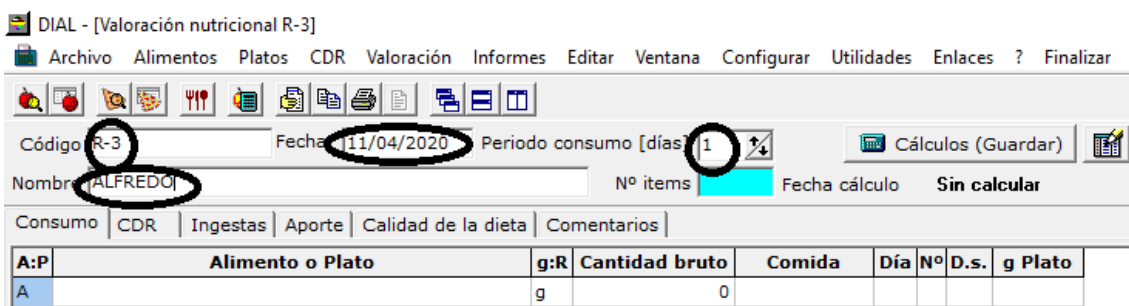 DIAL - [Valoración nutricional R-3]
Archivo Alimentos Platos CDR Valoración Informes Editar Ventana Configurar Utilidades Enlaces ? Finalizar
Código R-3 Fecha 11/04/2020 Periodo consumo [días] 1 Cálculos (Guardar)
Nombre ALFREDO Nº items Fecha cálculo Sin calcular
Consumo CDR Ingestas Aporte Calidad de la dieta Comentarios
A:P Alimento o Plato g:R Cantidad bruto Comida Día Nº D.s. g Plato
A g 0